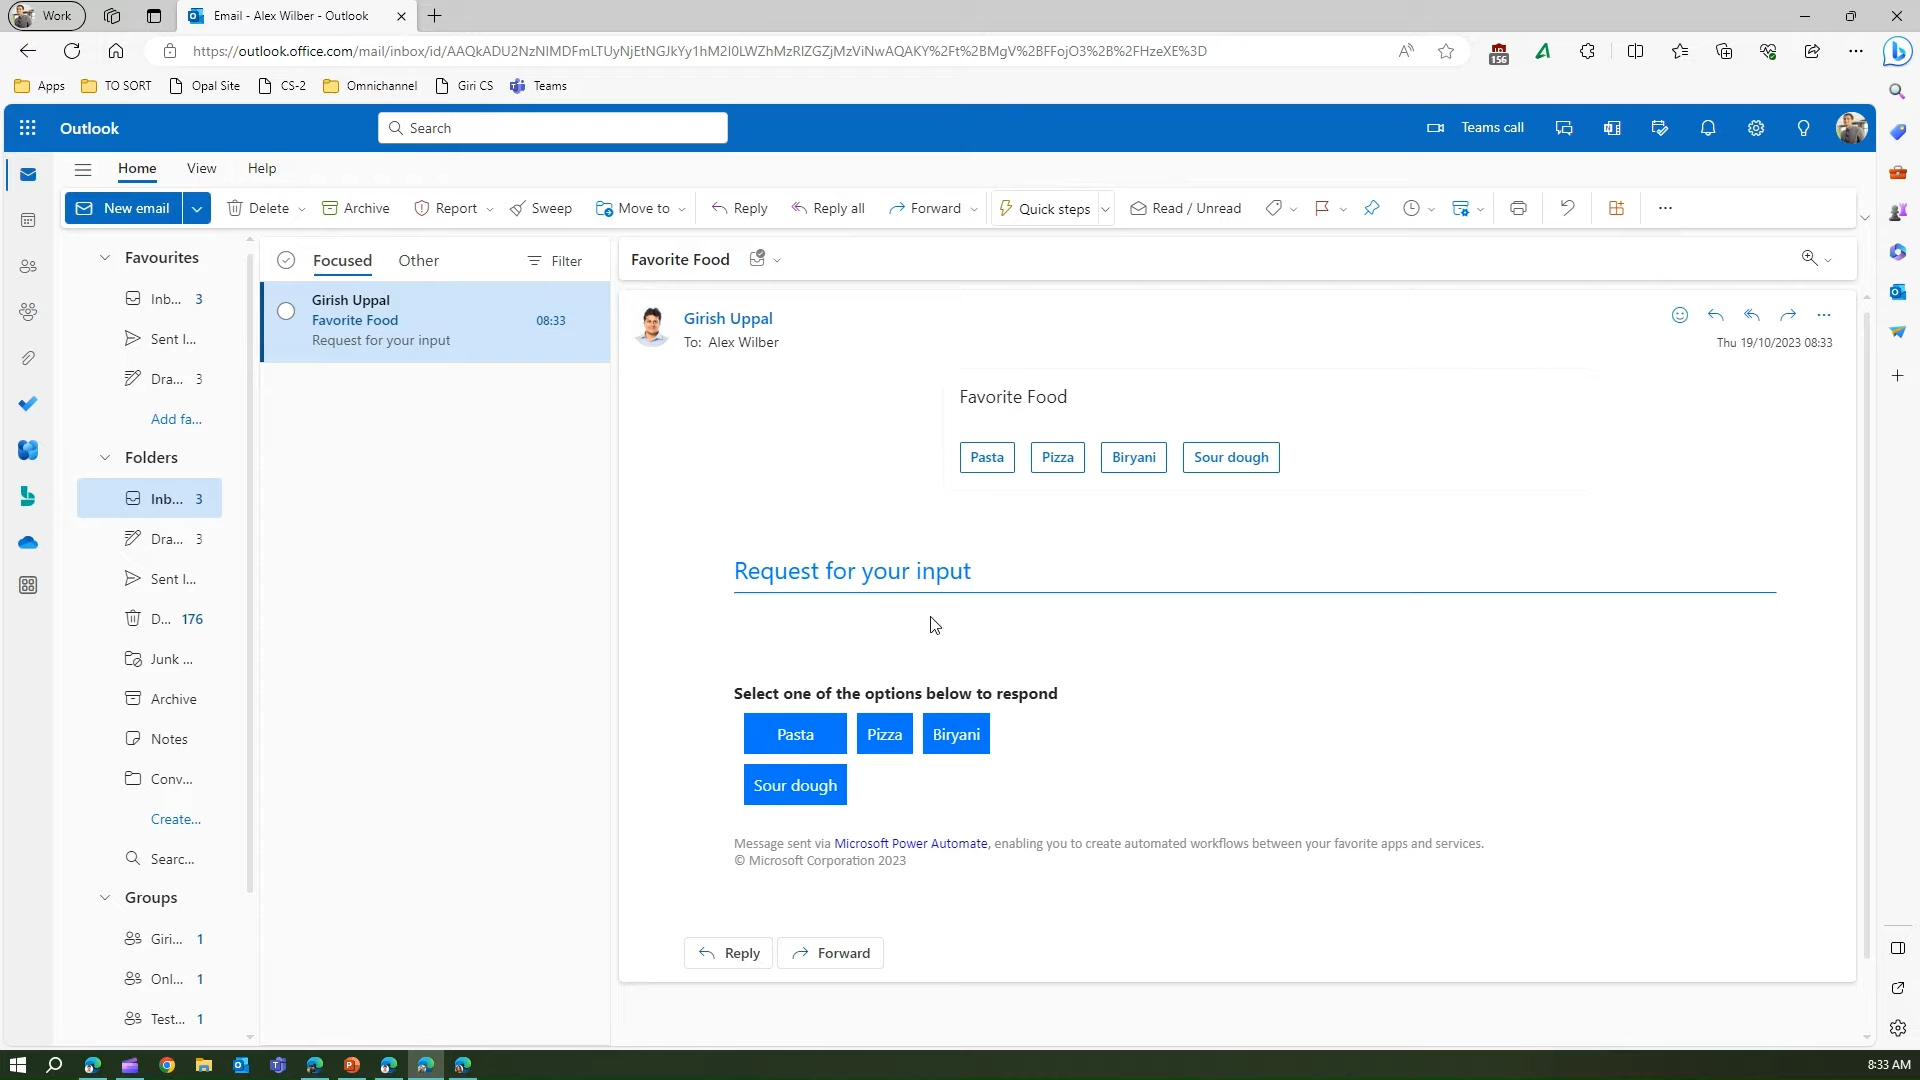 Work
Email - Alex Wilber - Outlook
https://outlook.office.com/mail/inbox/id/AAQkADU2NzNlMDFmLTUyNjEtNGJkYy1hM2I0LWZhMzRlZGZjMzViNwAQAKY%2Ft%2BMgV%2BFFojO3%2B%2FHzeXE%3D
156
Apps
TO SORT
Opal Site
CS-2
Omnichannel
Giri CS
Teams
Outlook
Search
Teams call
Home
View
Help
New email
Delete
Archive
Report
Sweep
Move to
Reply
Reply all
Forward
Quick steps
Read / Unread
Favourites
Inb... 3
Sent I...
Dra... 3
Add fa...
Folders
Inb... 3
Dra... 3
Sent I...
D... 176
Junk ...
Archive
Notes
Conv...
Create...
Searc...
Groups
Giri... 1
Onl... 1
Test... 1
Focused
Other
Filter
Girish Uppal
Favorite Food
08:33
Request for your input
Favorite Food
Girish Uppal
To: Alex Wilber
Thu 19/10/2023 08:33
Favorite Food
Pasta
Pizza
Biryani
Sour dough
Request for your input
Select one of the options below to respond
Pasta
Pizza
Biryani
Sour dough
Message sent via Microsoft Power Automate, enabling you to create automated workflows between your favorite apps and services.
© Microsoft Corporation 2023
Reply
Forward
8:33 AM